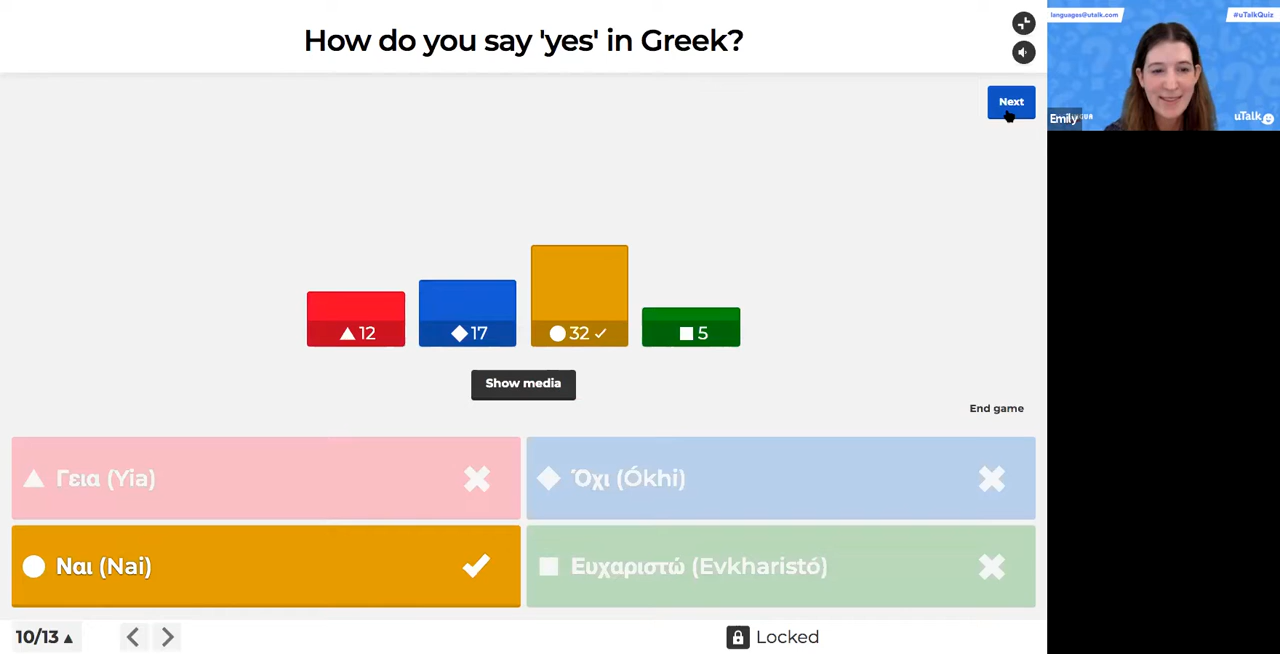 How do you say 'yes' in Greek?
languages@utalk.com
#uTalkQuiz
Next
Emily
uTalk
12
17
32
5
Show media
End game
Γεια (Yia)
Όχι (Ókhi)
Ναι (Nai)
Ευχαριστώ (Evkharistó)
10/13
Locked